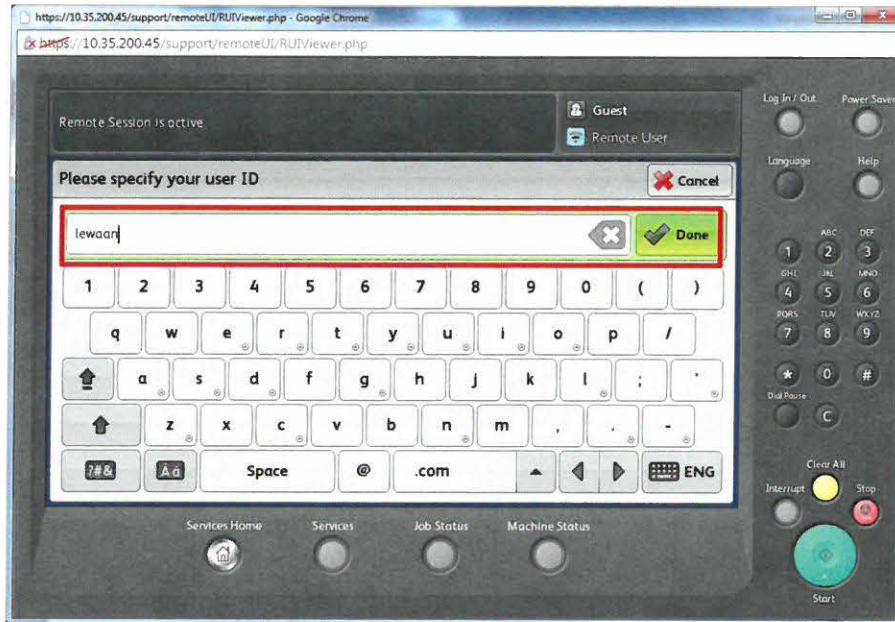 https://10.35.200.45/support/remoteUI/RUIViewer.php - Google Chrome
https://10.35.200.45/support/remoteUI/RUIViewer.php
Remote Session is active
Guest
Remote User
Log In / Out Power Saver
Language Help
Please specify your user ID
Cancel
lewaan
Done
1 2 3 4 5 6 7 8 9 0 ( )
q w e r t y u i o p /
a s d f g h j k l ; '
z x c v b n m , . -
?#& Áá Space @ .com ENG
ABC DEF
1 2 3
GHI JKL MNO
4 5 6
PQRS TUV WXYZ
7 8 9
* 0 #
Dial Pause
C
Clear All
Interrupt Stop
Start
Services Home Services Job Status Machine Status